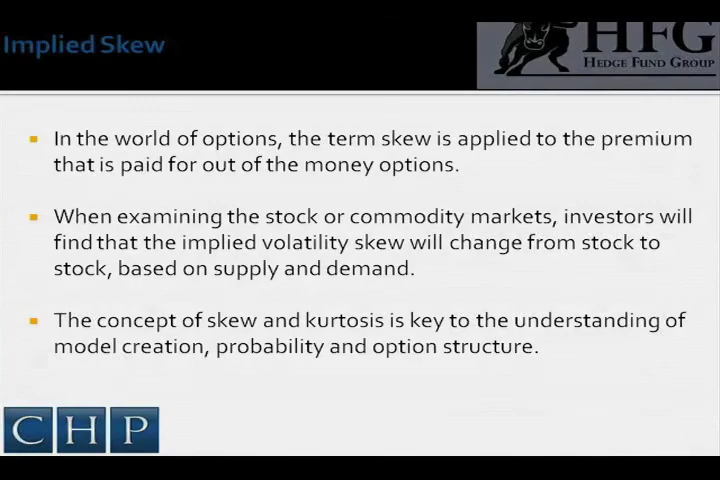 Implied Skew
HFG
HEDGE FUND GROUP
In the world of options, the term skew is applied to the premium
that is paid for out of the money options.
When examining the stock or commodity markets, investors will
find that the implied volatility skew will change from stock to
stock, based on supply and demand.
The concept of skew and kurtosis is key to the understanding of
model creation, probability and option structure.
CHP